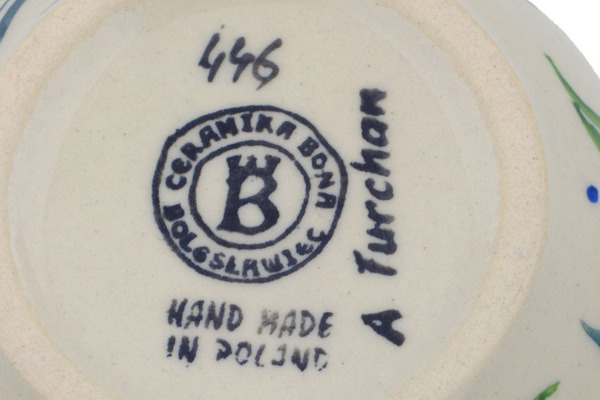 446
CERAMIKA BONA
B
BOLESŁAWIEC
HAND MADE
IN POLAND
A Turchan